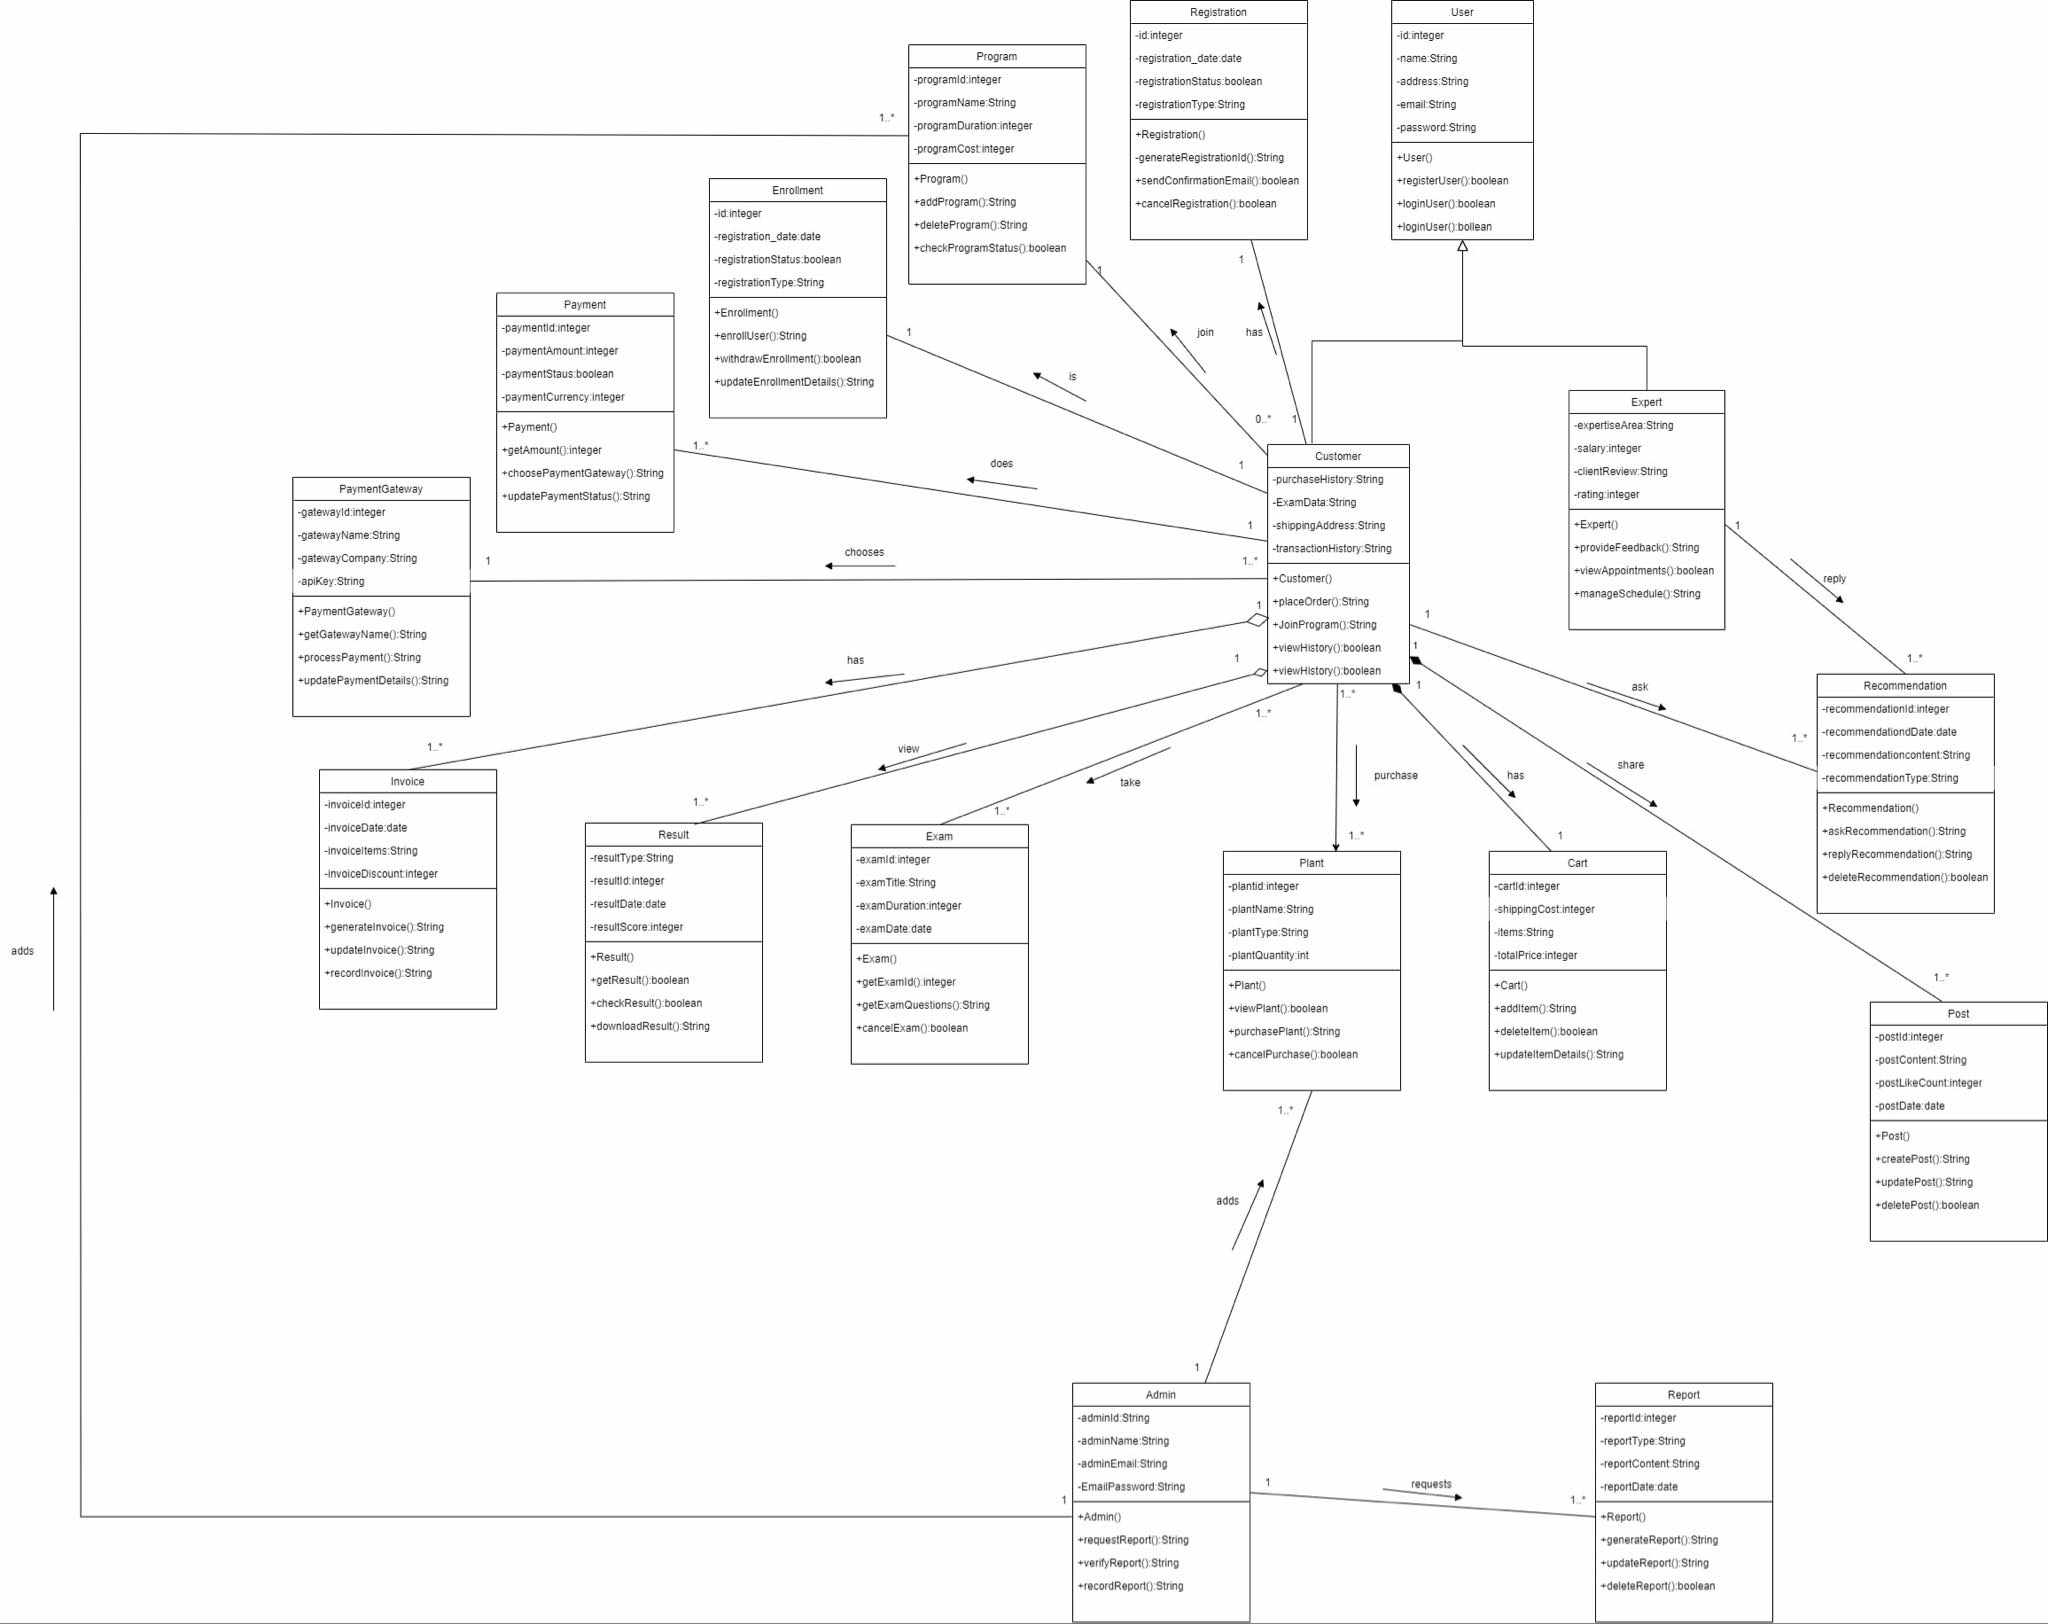 Registration
-id:integer
-registration_date:date
-registrationStatus:boolean
-registrationType:String
+Registration()
-generateRegistrationId():String
+sendConfirmationEmail():boolean
+cancelRegistration():boolean
User
-id:integer
-name:String
-address:String
-email:String
-password:String
+User()
+registerUser():boolean
+loginUser():boolean
+loginUser():bollean
Program
-programId:integer
-programName:String
-programDuration:integer
-programCost:integer
+Program()
+addProgram():String
+deleteProgram():String
+checkProgramStatus():boolean
1..*
Enrollment
-id:integer
-registration_date:date
-registrationStatus:boolean
-registrationType:String
+Enrollment()
+enrollUser():String
+withdrawEnrollment():boolean
+updateEnrollmentDetails():String
1
1
join
has
Payment
-paymentId:integer
-paymentAmount:integer
-paymentStaus:boolean
-paymentCurrency:integer
+Payment()
+getAmount():integer
+choosePaymentGateway():String
+updatePaymentStatus():String
1
is
0..*
1
Expert
-expertiseArea:String
-salary:integer
-clientReview:String
-rating:integer
+Expert()
+provideFeedback():String
+viewAppointments():boolean
+manageSchedule():String
1..*
does
1
1
Customer
-purchaseHistory:String
-ExamData:String
-shippingAddress:String
-transactionHistory:String
+Customer()
+placeOrder():String
+JoinProgram():String
+viewHistory():boolean
+viewHistory():boolean
PaymentGateway
-gatewayId:integer
-gatewayName:String
-gatewayCompany:String
-apiKey:String
+PaymentGateway()
+getGatewayName():String
+processPayment():String
+updatePaymentDetails():String
1
chooses
1..*
1
reply
1..*
1
has
1
1
1
ask
1..*
share
1
1..*
1..*
Recommendation
-recommendationId:integer
-recommendationdDate:date
-recommendationcontent:String
-recommendationType:String
+Recommendation()
+askRecommendation():String
+replyRecommendation():String
+deleteRecommendation():boolean
1..*
view
take
purchase
has
Invoice
-invoiceId:integer
-invoiceDate:date
-invoiceItems:String
-invoiceDiscount:integer
+Invoice()
+generateInvoice():String
+updateInvoice():String
+recordInvoice():String
1..*
Result
-resultType:String
-resultId:integer
-resultDate:date
-resultScore:integer
+Result()
+getResult():boolean
+checkResult():boolean
+downloadResult():String
1..*
Exam
-examId:integer
-examTitle:String
-examDuration:integer
-examDate:date
+Exam()
+getExamId():integer
+getExamQuestions():String
+cancelExam():boolean
1..*
Plant
-plantid:integer
-plantName:String
-plantType:String
-plantQuantity:int
+Plant()
+viewPlant():boolean
+purchasePlant():String
+cancelPurchase():boolean
1
Cart
-cartId:integer
-shippingCost:integer
-items:String
-totalPrice:integer
+Cart()
+addItem():String
+deleteItem():boolean
+updateItemDetails():String
1..*
Post
-postId:integer
-postContent:String
-postLikeCount:integer
-postDate:date
+Post()
+createPost():String
+updatePost():String
+deletePost():boolean
adds
1..*
adds
1
Admin
-adminId:String
-adminName:String
-adminEmail:String
-EmailPassword:String
+Admin()
+requestReport():String
+verifyReport():String
+recordReport():String
1
1
requests
1..*
Report
-reportId:integer
-reportType:String
-reportContent:String
-reportDate:date
+Report()
+generateReport():String
+updateReport():String
+deleteReport():boolean